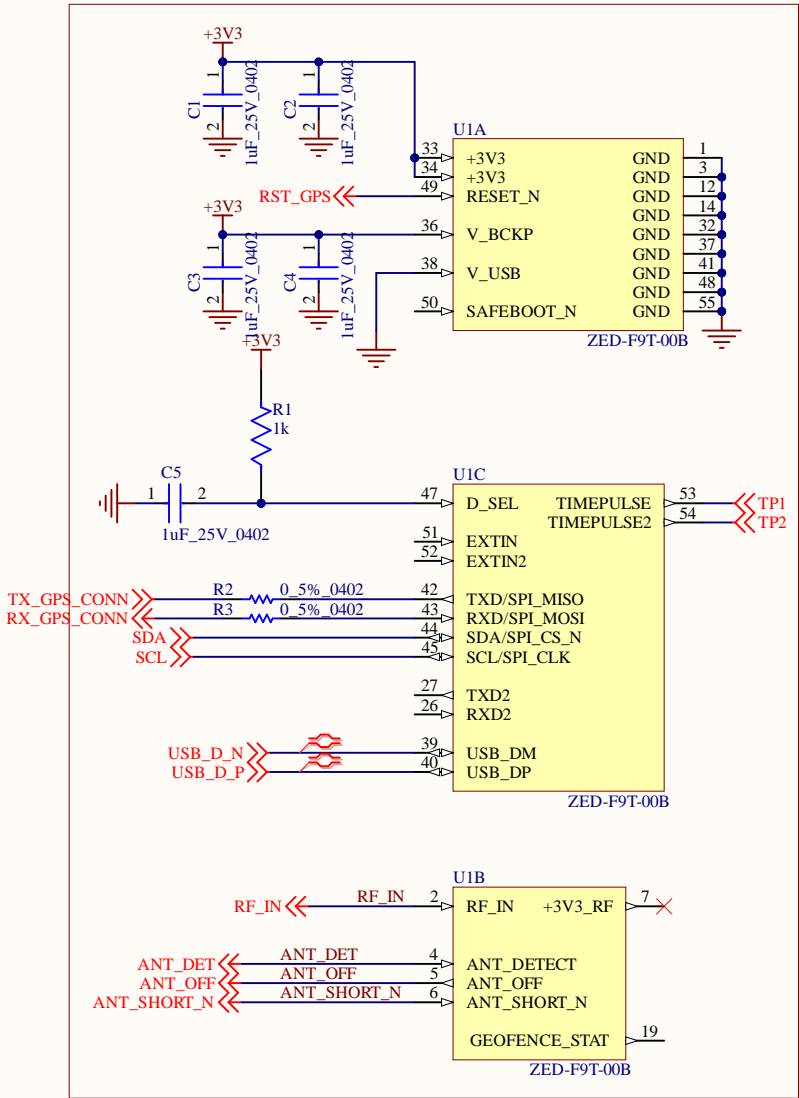 +3V3
1
C1
2
1uF_25V_0402
1
C2
2
1uF_25V_0402
U1A
33
+3V3
34
+3V3
49
RESET_N
RST_GPS
+3V3
36
V_BCKP
1
C3
2
1uF_25V_0402
1
C4
2
1uF_25V_0402
38
V_USB
50
SAFEBOOT_N
GND
1
GND
3
GND
12
GND
14
GND
32
GND
37
GND
41
GND
48
GND
55
ZED-F9T-00B
+3V3
R1
1k
C5
1
2
1uF_25V_0402
U1C
47
D_SEL
TIMEPULSE
53
TP1
TIMEPULSE2
54
TP2
51
EXTIN
52
EXTIN2
TX_GPS_CONN
R2
0_5%_0402
42
TXD/SPI_MISO
RX_GPS_CONN
R3
0_5%_0402
43
RXD/SPI_MOSI
SDA
44
SDA/SPI_CS_N
SCL
45
SCL/SPI_CLK
27
TXD2
26
RXD2
USB_D_N
39
USB_DM
USB_D_P
40
USB_DP
ZED-F9T-00B
U1B
RF_IN
RF_IN
2
RF_IN
+3V3_RF
7
ANT_DET
ANT_DET
4
ANT_DETECT
ANT_OFF
ANT_OFF
5
ANT_OFF
ANT_SHORT_N
ANT_SHORT_N
6
ANT_SHORT_N
GEOFENCE_STAT
19
ZED-F9T-00B